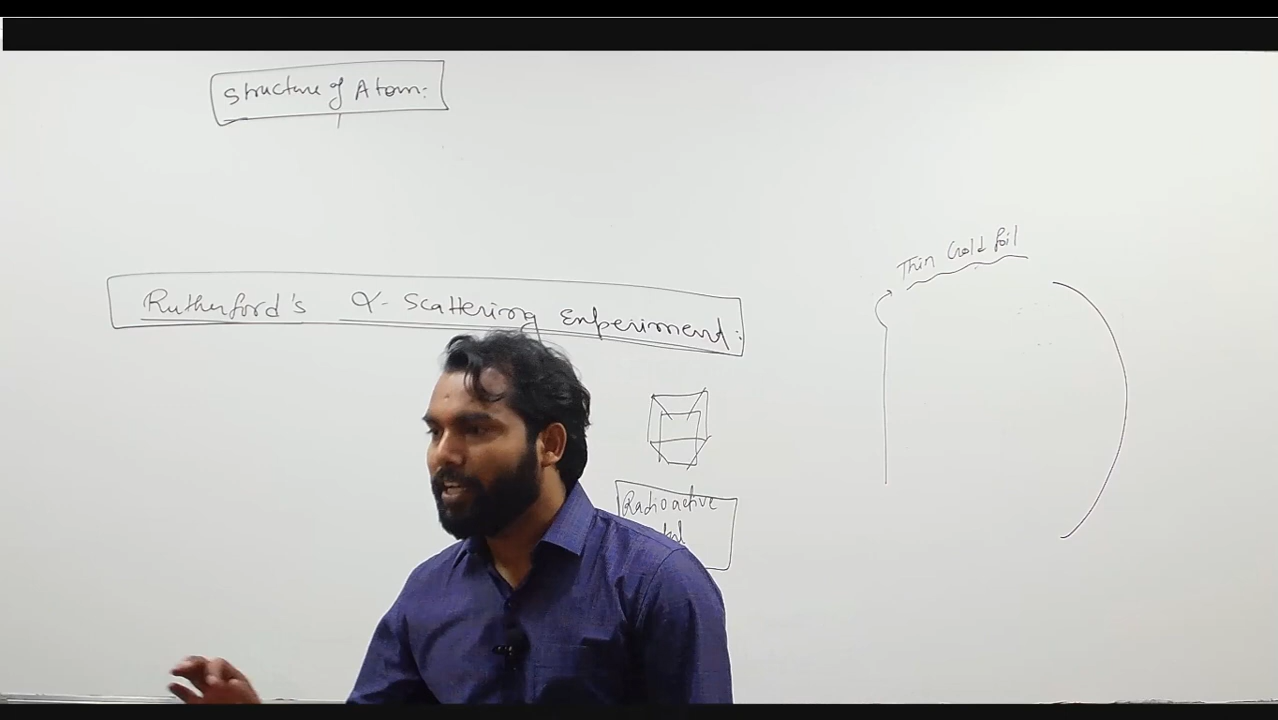 Structure of Atom:
Thin Gold foil
Rutherford's α- Scattering Experiment:
Radioactive